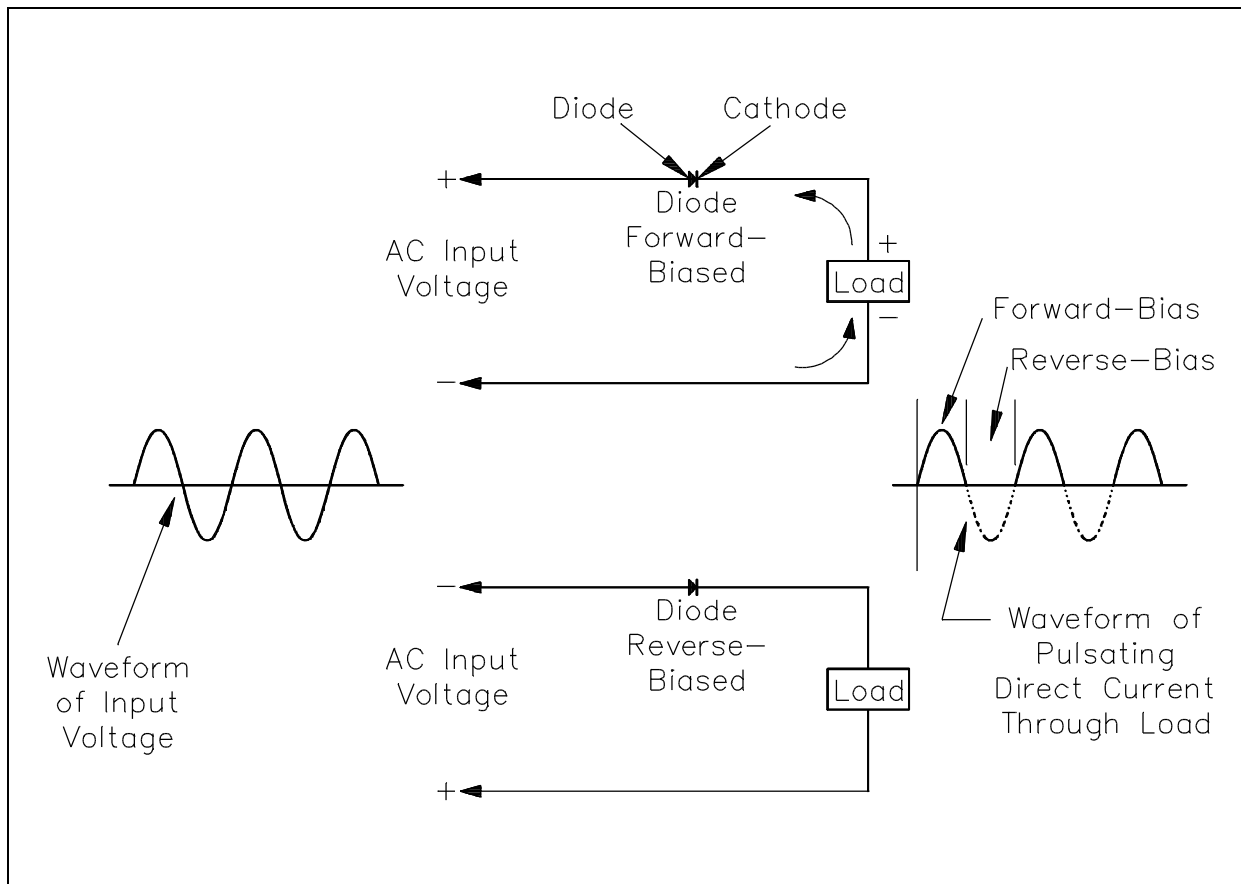 Diode
Cathode
+
Diode
Forward–
Biased
AC Input
Voltage
+
Load
–
–
Forward–Bias
Reverse–Bias
–
Diode
Reverse–
Biased
AC Input
Voltage
Load
+
Waveform
of Input
Voltage
Waveform of
Pulsating
Direct Current
Through Load